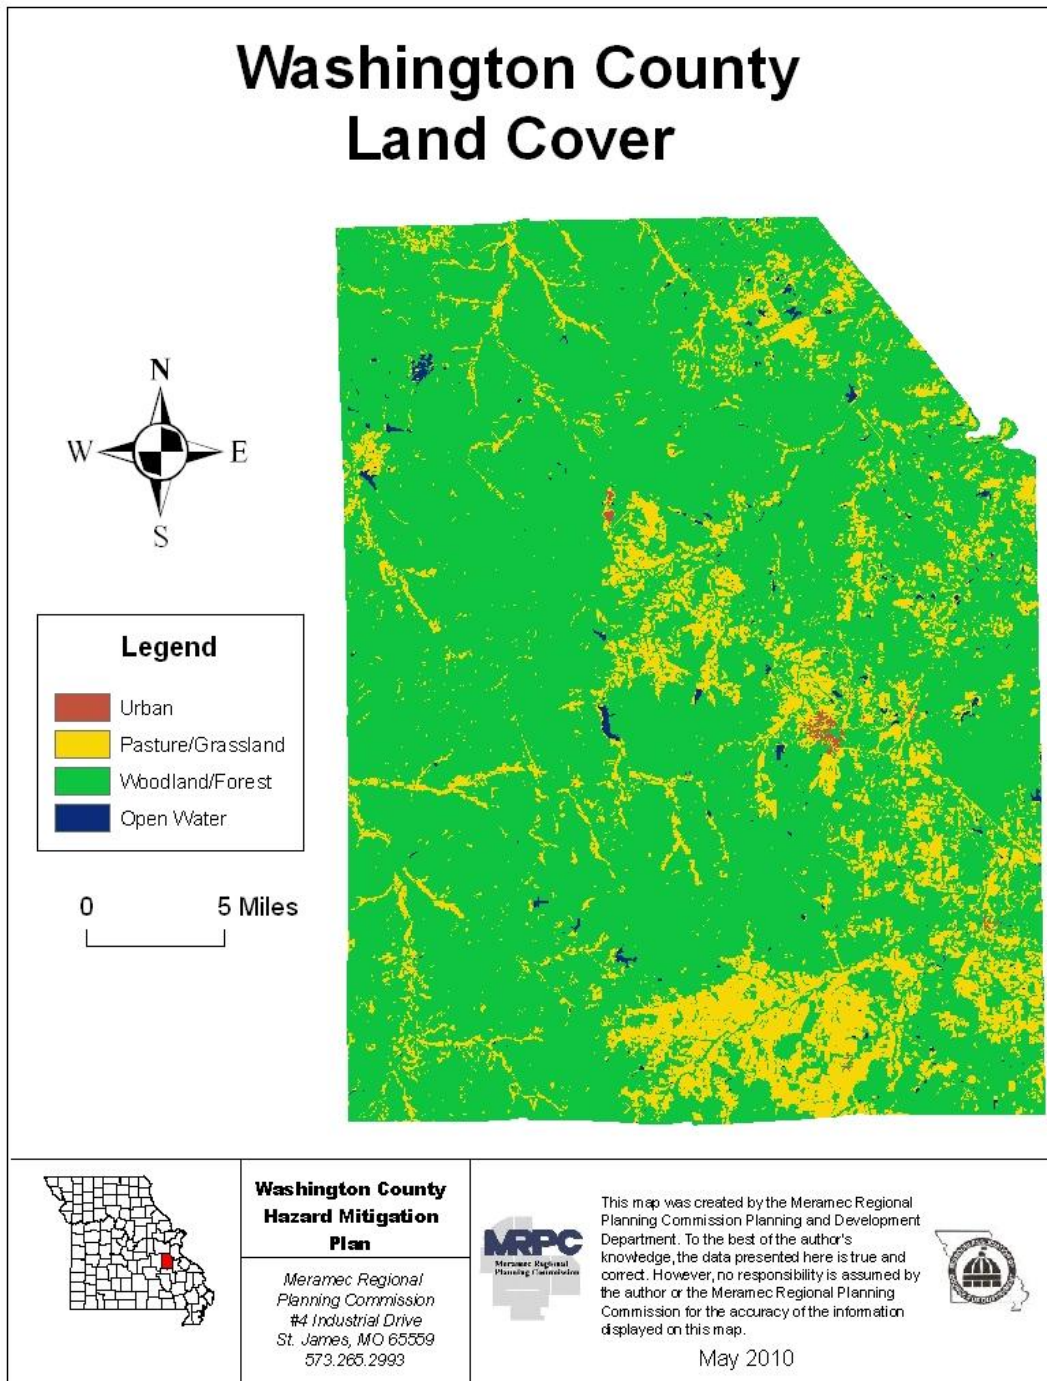 Washington County
Land Cover
N
W
E
S
Legend
Urban
Pasture/Grassland
Woodland/Forest
Open Water
0
5 Miles
Washington County
Hazard Mitigation
Plan
Meramec Regional
Planning Commission
#4 Industrial Drive
St. James, MO 65559
573.265.2993
MRPC
Meramec Regional
Planning Commission
This map was created by the Meramec Regional
Planning Commission Planning and Development
Department. To the best of the author's
knowledge, the data presented here is true and
correct. However, no responsibility is assumed by
the author or the Meramec Regional Planning
Commission for the accuracy of the information
displayed on this map.
May 2010